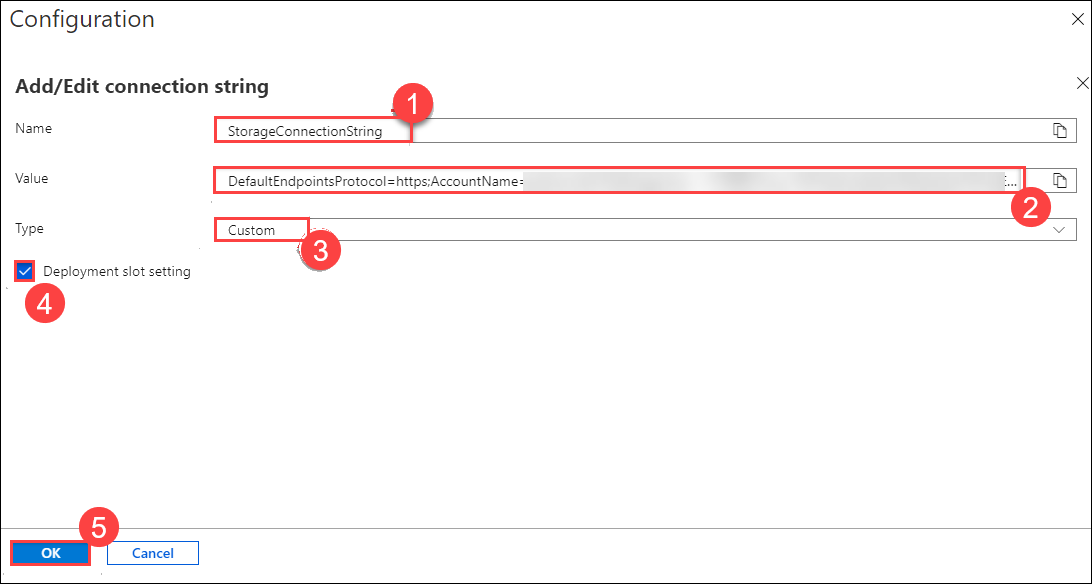 Configuration
Add/Edit connection string
1
Name
StorageConnectionString
Value
DefaultEndpointsProtocol=https;AccountName=
E...
2
Type
Custom
3
Deployment slot setting
4
5
OK
Cancel